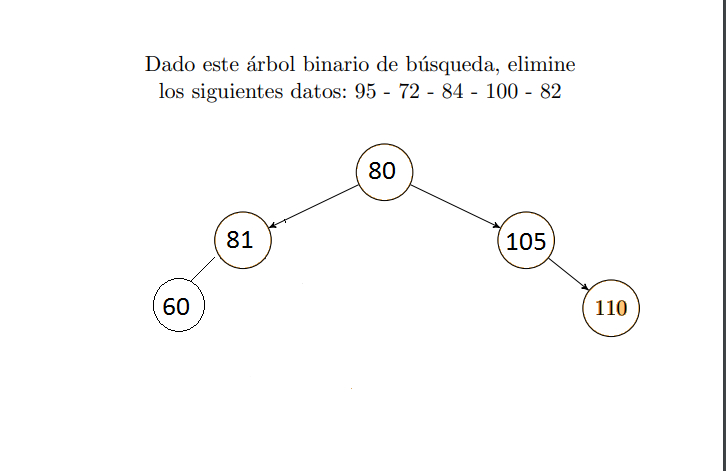 Dado este árbol binario de búsqueda, elimine
los siguientes datos: 95 - 72 - 84 - 100 - 82
80
81
105
60
110